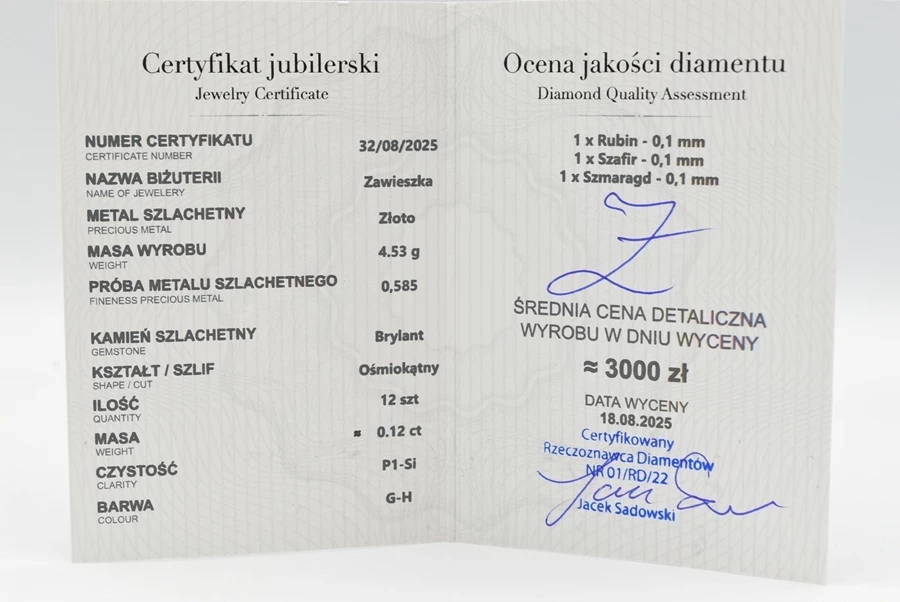 Certyfikat jubilerski
Jewelry Certificate
NUMER CERTYFIKATU 32/08/2025
CERTIFICATE NUMBER
NAZWA BIŻUTERII Zawieszka
NAME OF JEWELERY
METAL SZLACHETNY Złoto
PRECIOUS METAL
MASA WYROBU 4.53 g
WEIGHT
PRÓBA METALU SZLACHETNEGO 0,585
FINENESS PRECIOUS METAL
KAMIEŃ SZLACHETNY Brylant
GEMSTONE
KSZTAŁT / SZLIF Ośmiokątny
SHAPE / CUT
ILOŚĆ 12 szt
QUANTITY
MASA ≈ 0.12 ct
WEIGHT
CZYSTOŚĆ P1-Si
CLARITY
BARWA G-H
COLOUR
Ocena jakości diamentu
Diamond Quality Assessment
1 x Rubin - 0,1 mm
1 x Szafir - 0,1 mm
1 x Szmaragd - 0,1 mm
ŚREDNIA CENA DETALICZNA
WYROBU W DNIU WYCENY
≈ 3000 zł
DATA WYCENY
18.08.2025
Certyfikowany
Rzeczoznawca Diamentów
NR 01/RD/22
Jacek Sadowski